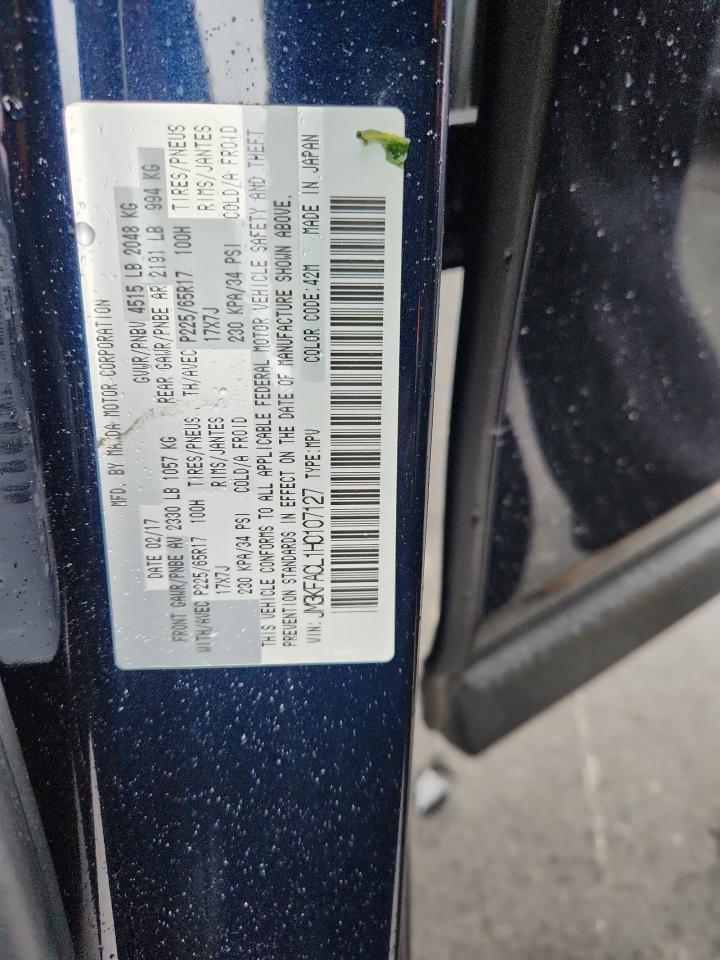 MFD. BY MAZDA MOTOR CORPORATION
DATE 02/17 GVWR/PNBV 4515 LB 2048 KG
FRONT GAWR/PNBE AV 2330 LB 1057 KG REAR GAWR/PNBE AR 2191 LB 994 KG
WITH/AVEC P225/65R17 100H TIRES/PNEUS TH/AVEC P225/65R17 100H TIRES/PNEUS
17X7J RIMS/JANTES 17X7J RIMS/JANTES
230 KPA/34 PSI COLD/A FROID 230 KPA/34 PSI COLD/A FROID
THIS VEHICLE CONFORMS TO ALL APPLICABLE FEDERAL MOTOR VEHICLE SAFETY AND THEFT
PREVENTION STANDARDS IN EFFECT ON THE DATE OF MANUFACTURE SHOWN ABOVE.
VIN: JM3KFACL1H0107127 TYPE:MPV COLOR CODE:42M MADE IN JAPAN